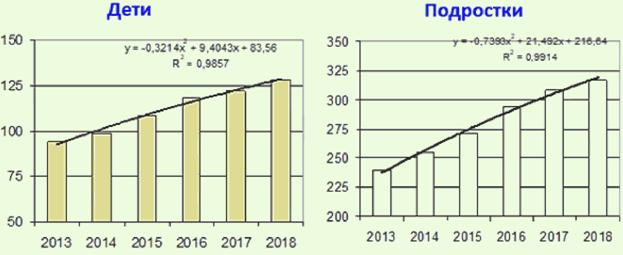 Дети
y = -0,3214x² + 9,4043x + 83,56
R² = 0,9857
150
125
100
75
50
2013 2014 2015 2016 2017 2018
Подростки
y = -0,7393x² + 21,492x + 216,64
R² = 0,9914
350
325
300
275
250
225
200
2013 2014 2015 2016 2017 2018